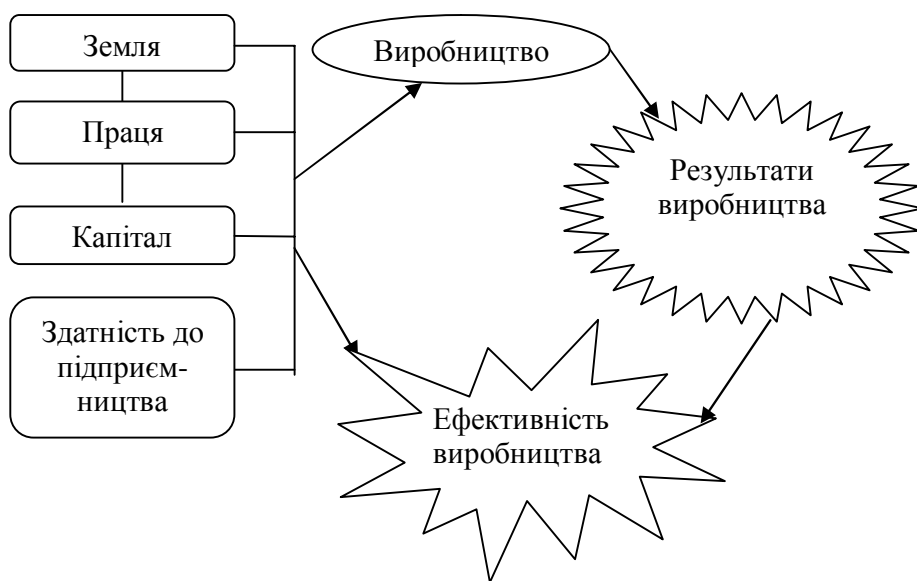 Земля
Праця
Капітал
Здатність до
підприєм-
ництва
Виробництво
Результати
виробництва
Ефективність
виробництва